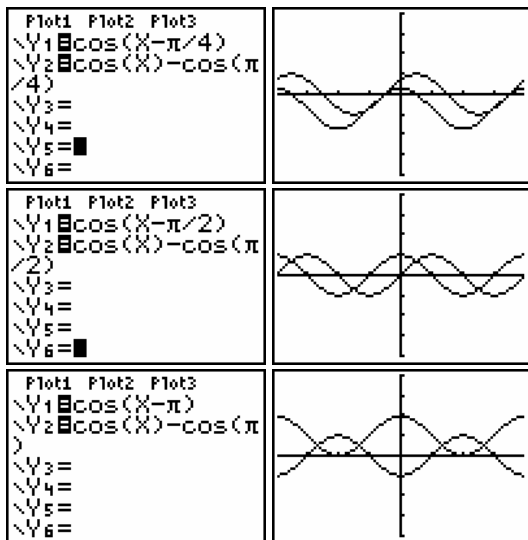 Plot1 Plot2 Plot3
\Y1=cos(X-π/4)
\Y2=cos(X)-cos(π
/4)
\Y3=
\Y4=
\Y5=
\Y6=
Plot1 Plot2 Plot3
\Y1=cos(X-π/2)
\Y2=cos(X)-cos(π
/2)
\Y3=
\Y4=
\Y5=
\Y6=
Plot1 Plot2 Plot3
\Y1=cos(X-π)
\Y2=cos(X)-cos(π
)
\Y3=
\Y4=
\Y5=
\Y6=